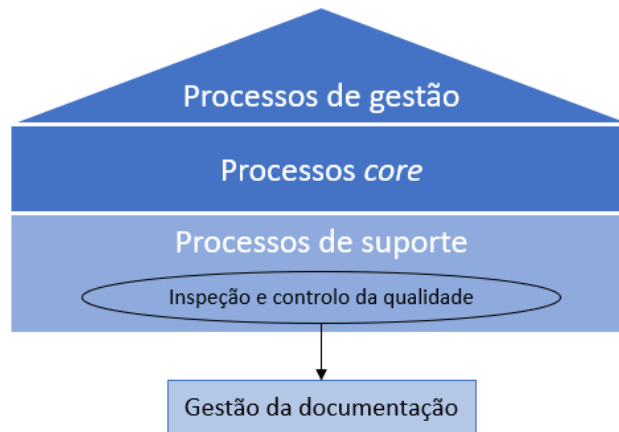 Processos de gestão
Processos core
Processos de suporte
Inspeção e controlo da qualidade
Gestão da documentação